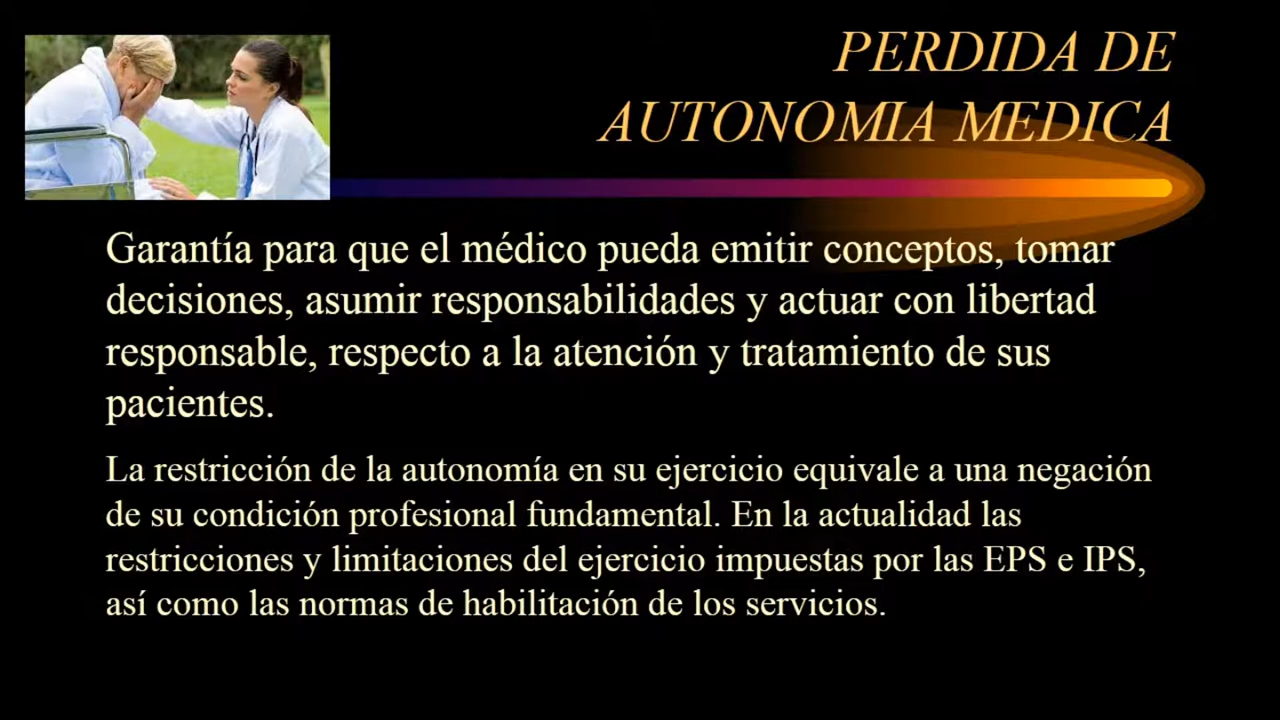 PERDIDA DE
AUTONOMIA MEDICA
Garantía para que el médico pueda emitir conceptos, tomar
decisiones, asumir responsabilidades y actuar con libertad
responsable, respecto a la atención y tratamiento de sus
pacientes.
La restricción de la autonomía en su ejercicio equivale a una negación
de su condición profesional fundamental. En la actualidad las
restricciones y limitaciones del ejercicio impuestas por las EPS e IPS,
así como las normas de habilitación de los servicios.